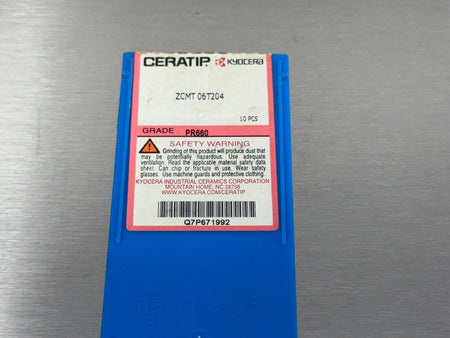 CERATIP KYOCERA
ZCMT 06T204
10 PCS
GRADE PR660
SAFETY WARNING
Grinding of this product will produce dust that
may be potentially hazardous. Use adequate
ventilation. Read the applicable material safety data
sheet. Can chip or fracture in use. Wear safety
glasses. Use machine guards and protective clothing.
KYOCERA INDUSTRIAL CERAMICS CORPORATION
MOUNTAIN HOME, NC 28758
WWW.KYOCERA.COM/CERATIP
Q7P671992